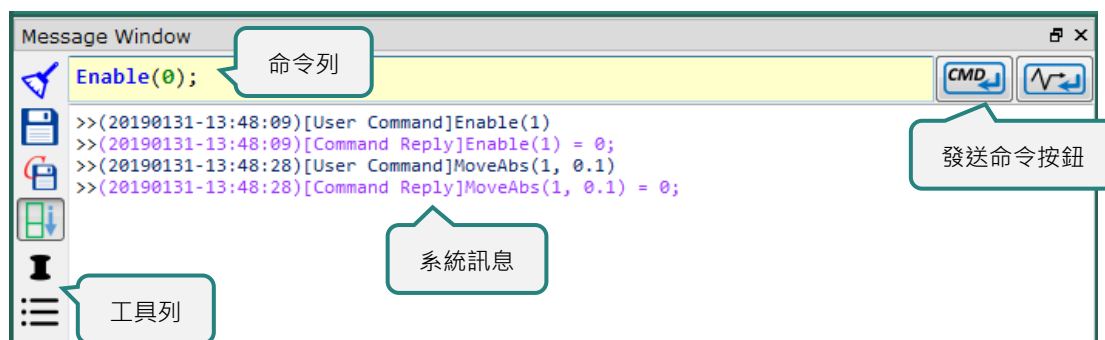 Message Window
命令列
Enable(0);
CMD
>>(20190131-13:48:09)[User Command]Enable(1)
>>(20190131-13:48:09)[Command Reply]Enable(1) = 0;
>>(20190131-13:48:28)[User Command]MoveAbs(1, 0.1)
>>(20190131-13:48:28)[Command Reply]MoveAbs(1, 0.1) = 0;
發送命令按鈕
系統訊息
工具列